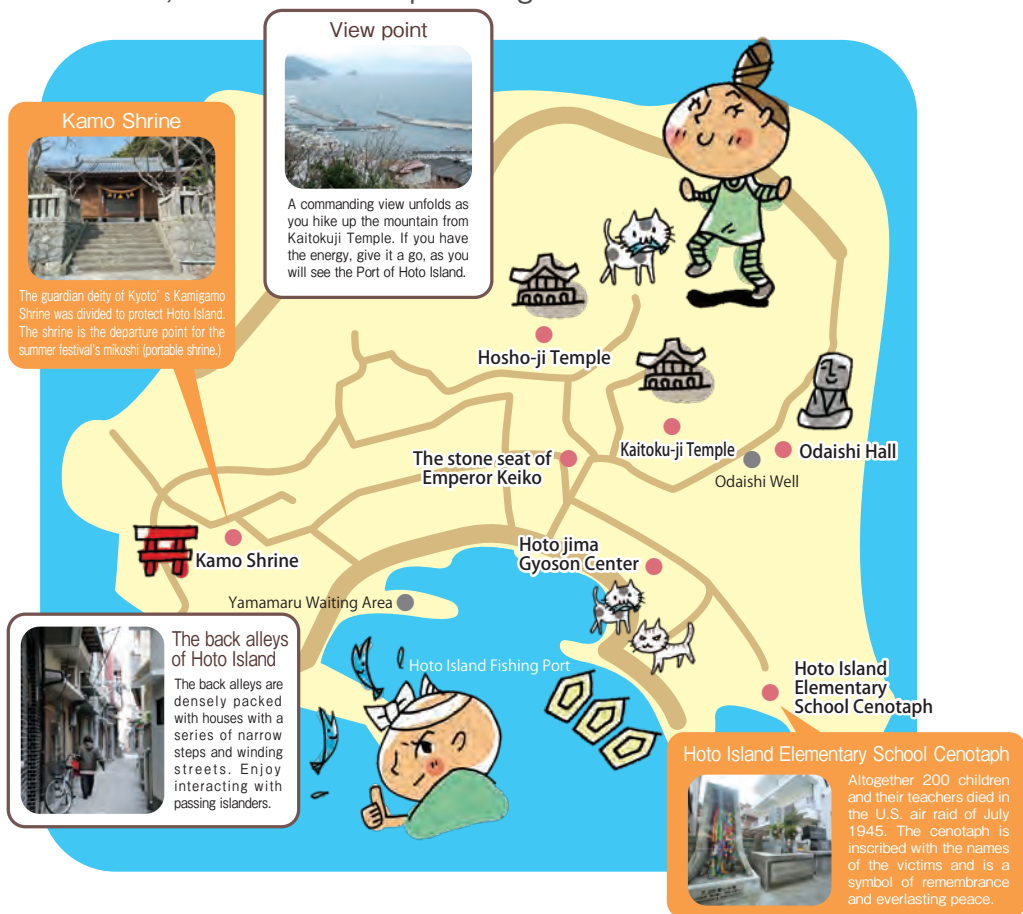 View point
A commanding view unfolds as
you hike up the mountain from
Kaitokuji Temple. If you have
the energy, give it a go, as you
will see the Port of Hoto Island.
Kamo Shrine
The guardian deity of Kyoto’ s Kamigamo
Shrine was divided to protect Hoto Island.
The shrine is the departure point for the
summer festival’s mikoshi (portable shrine.)
Hosho-ji Temple
Kaitoku-ji Temple
Odaishi Hall
Odaishi Well
The stone seat of
Emperor Keiko
Hoto jima
Gyoson Center
Kamo Shrine
Yamamaru Waiting Area
Hoto Island Fishing Port
The back alleys
of Hoto Island
The back alleys are
densely packed
with houses with a
series of narrow
steps and winding
streets. Enjoy
interacting with
passing islanders.
Hoto Island
Elementary
School Cenotaph
Hoto Island Elementary School Cenotaph
Altogether 200 children
and their teachers died in
the U.S. air raid of July
1945. The cenotaph is
inscribed with the names
of the victims and is a
symbol of remembrance
and everlasting peace.